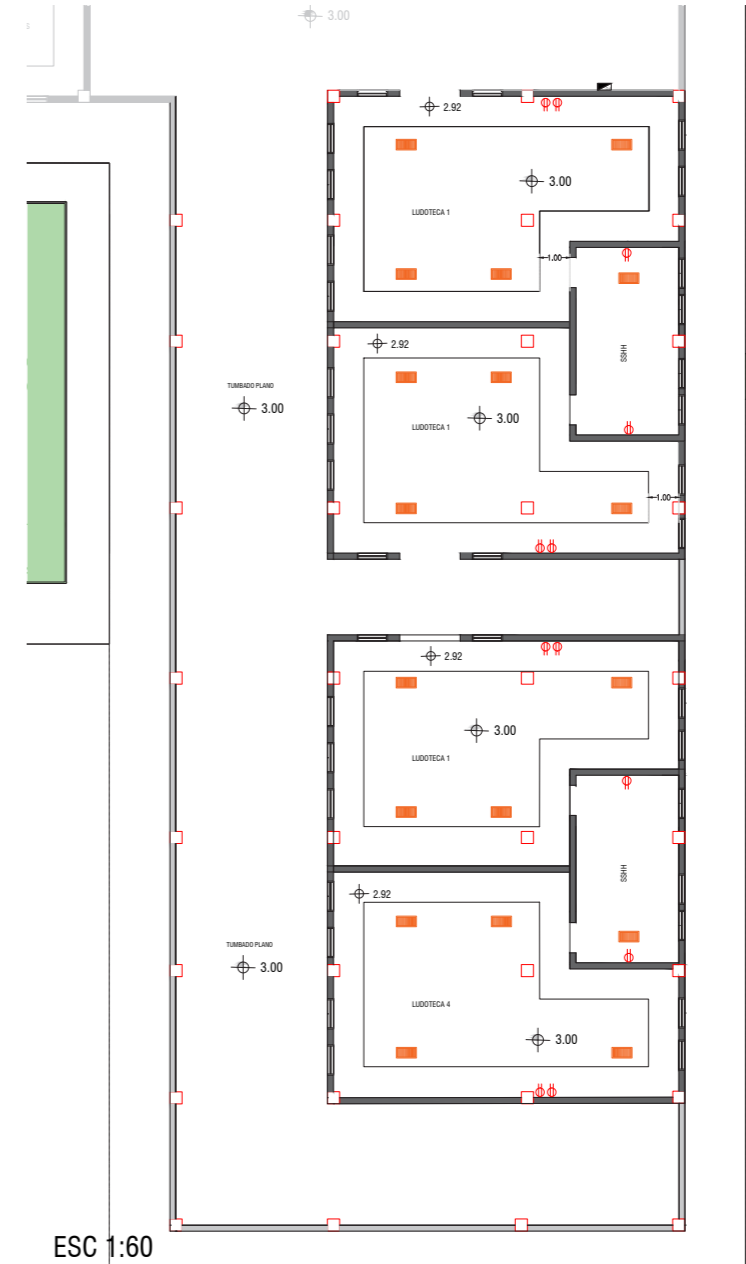 3.00
2.92
3.00
LUDOTECA 1
1.00
2.92
SSHH
TUMBADO PLANO
3.00
3.00
LUDOTECA 1
1.00
2.92
3.00
LUDOTECA 1
SSHH
2.92
TUMBADO PLANO
3.00
LUDOTECA 4
3.00
ESC 1:60